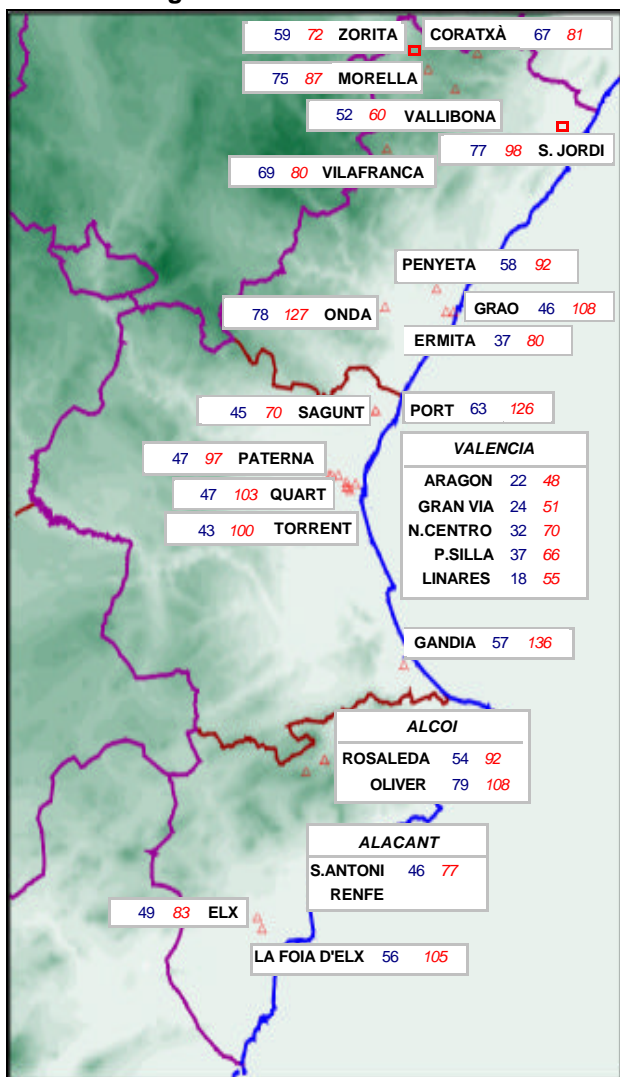 59 72 ZORITA
CORATXÀ 67 81
75 87 MORELLA
52 60 VALLIBONA
77 98 S. JORDI
69 80 VILAFRANCA
PENYETA 58 92
78 127 ONDA
GRAO 46 108
ERMITA 37 80
45 70 SAGUNT
PORT 63 126
47 97 PATERNA
47 103 QUART
43 100 TORRENT
VALENCIA
ARAGON 22 48
GRAN VIA 24 51
N.CENTRO 32 70
P.SILLA 37 66
LINARES 18 55
GANDIA 57 136
ALCOI
ROSALEDA 54 92
OLIVER 79 108
ALACANT
S.ANTONI 46 77
RENFE
49 83 ELX
LA FOIA D'ELX 56 105